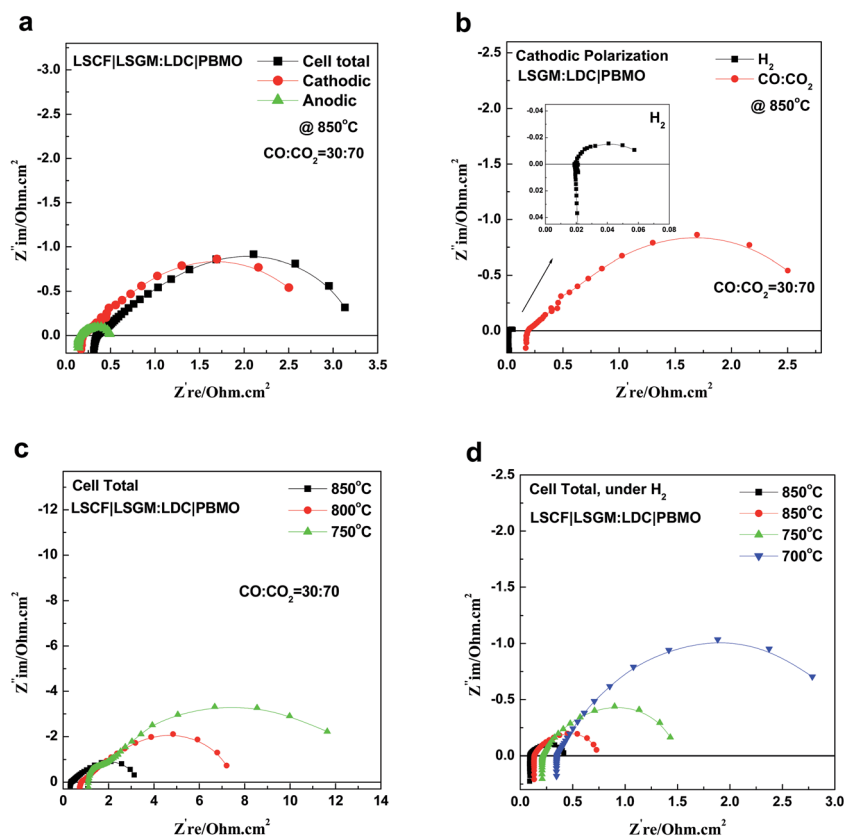 a
LSCF|LSGM:LDC|PBMO
Cell total
Cathodic
Anodic
@ 850°C
CO:CO₂=30:70
-3.0
-2.5
-2.0
-1.5
-1.0
-0.5
0.0
0.0 0.5 1.0 1.5 2.0 2.5 3.0 3.5
Z''im/Ohm.cm²
Z're/Ohm.cm²
b
Cathodic Polarization
LSGM:LDC|PBMO
H₂
CO:CO₂
@ 850°C
H₂
-0.04
-0.02
0.00
0.02
0.04
0.00 0.02 0.04 0.06 0.08
CO:CO₂=30:70
-2.5
-2.0
-1.5
-1.0
-0.5
0.0
0.0 0.5 1.0 1.5 2.0 2.5
Z''im/Ohm.cm²
Z're/Ohm.cm²
c
Cell Total
LSCF|LSGM:LDC|PBMO
850°C
800°C
750°C
CO:CO₂=30:70
-12
-10
-8
-6
-4
-2
0
0 2 4 6 8 10 12 14
Z''im/Ohm.cm²
Z're/Ohm.cm²
d
Cell Total, under H₂
LSCF|LSGM:LDC|PBMO
850°C
850°C
750°C
700°C
-2.5
-2.0
-1.5
-1.0
-0.5
0.0
0.0 0.5 1.0 1.5 2.0 2.5 3.0
Z''im/Ohm.cm²
Z're/Ohm.cm²